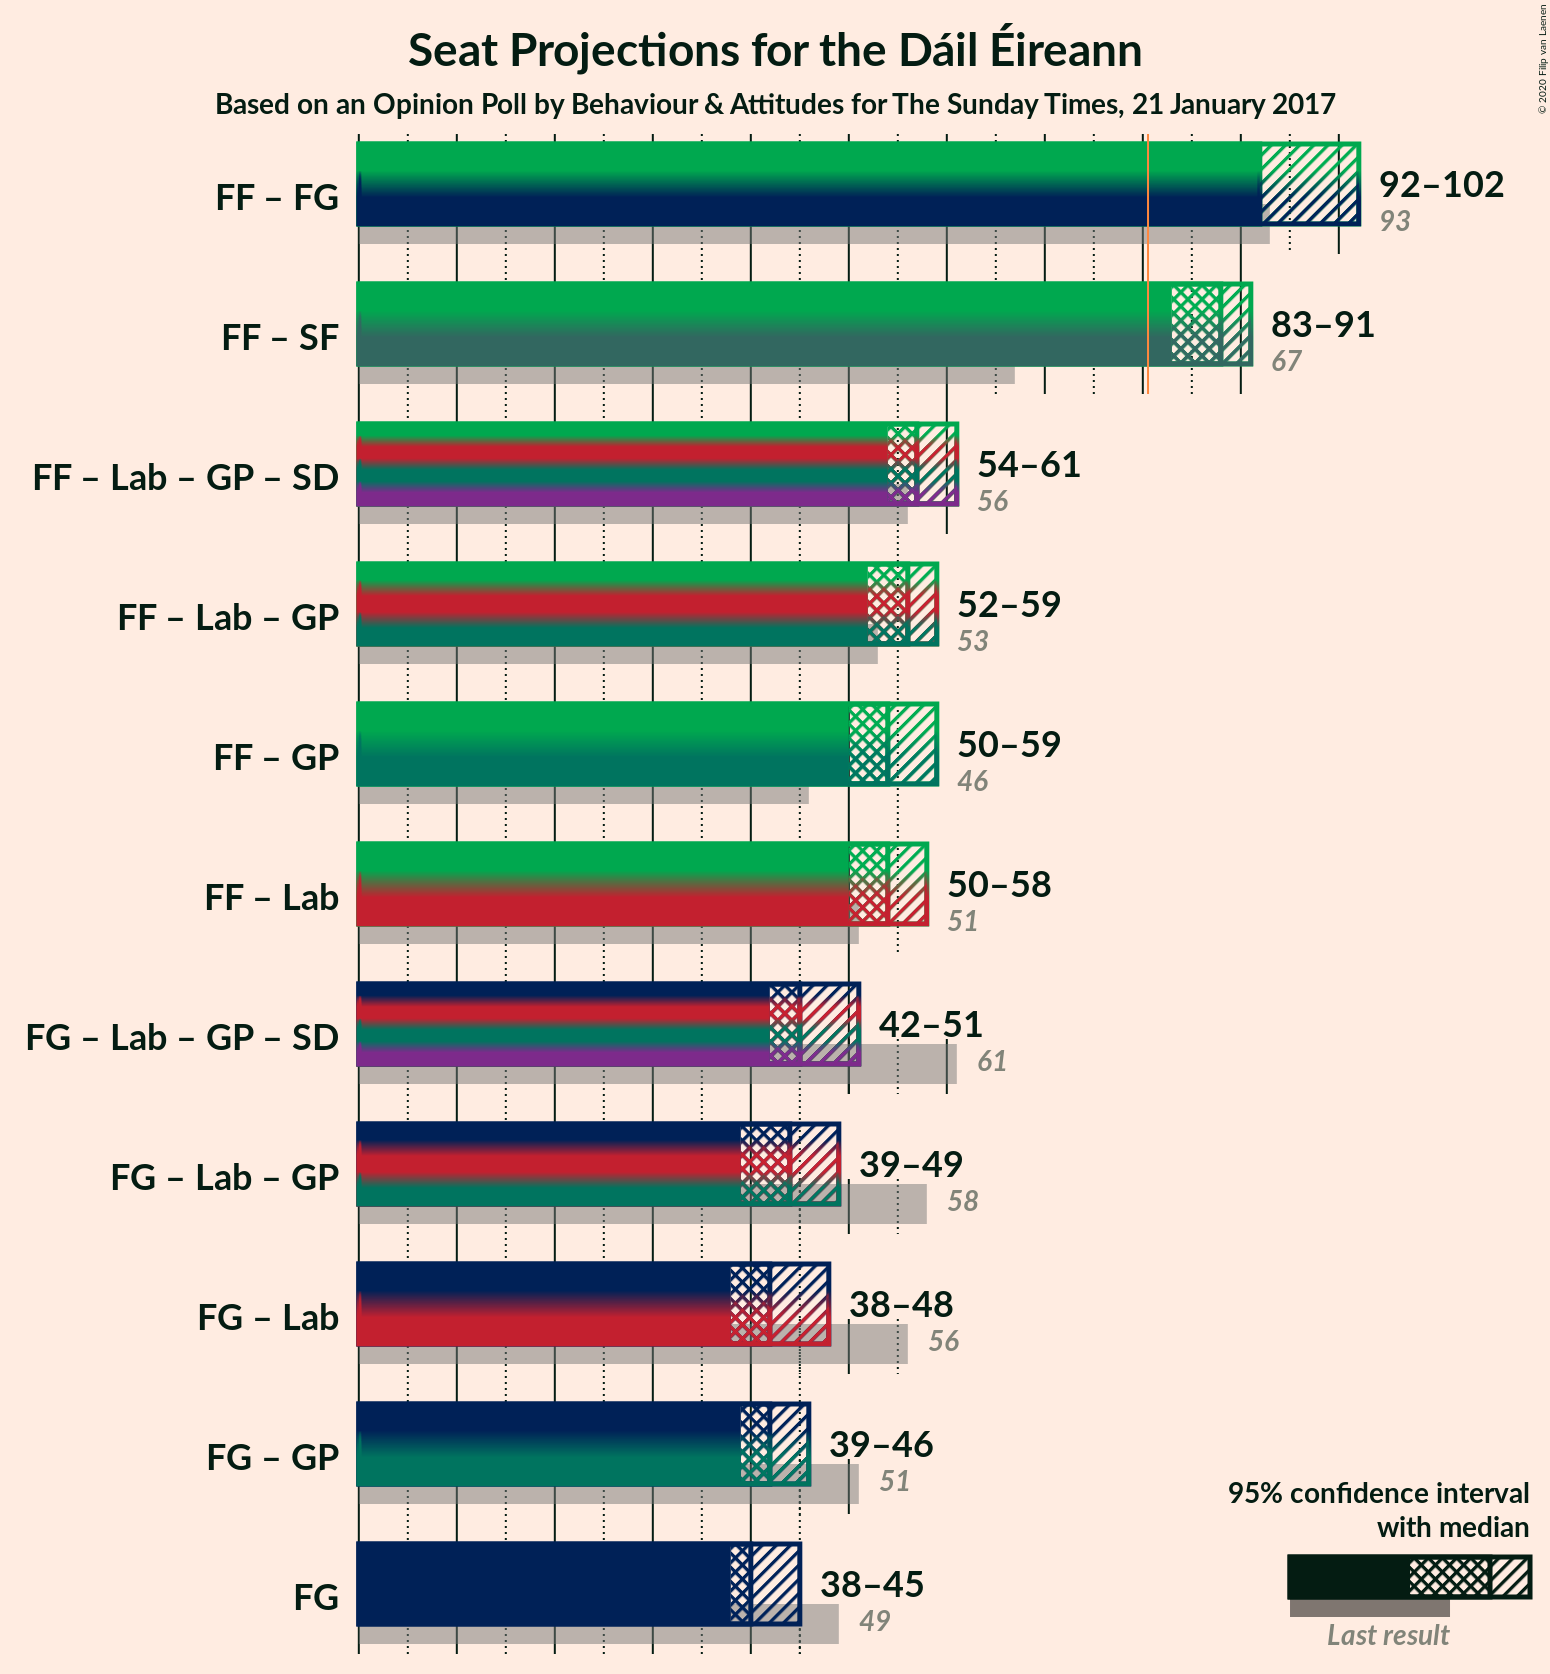 Seat Projections for the Dáil Éireann
Based on an Opinion Poll by Behaviour & Attitudes for The Sunday Times, 21 January 2017
© 2020 Filip van Laenen
FF – FG
92–102
93
FF – SF
83–91
67
FF – Lab – GP – SD
54–61
56
FF – Lab – GP
52–59
53
FF – GP
50–59
46
FF – Lab
50–58
51
FG – Lab – GP – SD
42–51
61
FG – Lab – GP
39–49
58
FG – Lab
38–48
56
FG – GP
39–46
51
FG
38–45
49
95% confidence interval
with median
Last result